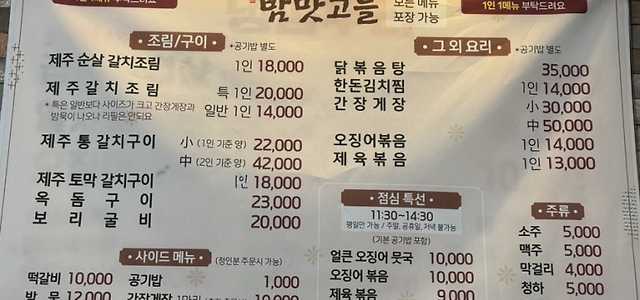 1인 1메뉴 부탁드려요
밥맛고을
모든 메뉴
포장 가능
1인 1메뉴 부탁드려요
조림/구이
*공기밥 별도
제주 순살 갈치조림 1인 18,000
제주갈치조림 특 1인 20,000
* 특은 일반보다 사이즈가 크고 간장게장과
밥묵이 나오나 리필은 안되요
일반 1인 14,000
제주 통 갈치구이 小 (1인 기준 양) 22,000
中 (2인 기준 양) 42,000
제주 토막 갈치구이 1인 18,000
옥돔구이 23,000
보리굴비 20,000
그 외 요리
*공기밥 별도
닭볶음탕 35,000
한돈김치찜 1인 14,000
간장게장 小 30,000
中 50,000
오징어볶음 1인 14,000
제육볶음 1인 13,000
사이드 메뉴
(정인분 주문시 가능)
떡갈비 10,000
공기밥 1,000
12,000
간장게장 1마리 10,000
점심 특선
11:30~14:30
평일만 가능 / 주말, 공휴일, 저녁 불가능
(기본 공기밥 포함)
얼큰 오징어 뭇국 10,000
오징어 볶음 10,000
제육 볶음 9,000
주류
소주 5,000
맥주 5,000
막걸리 4,000
청하 5,000